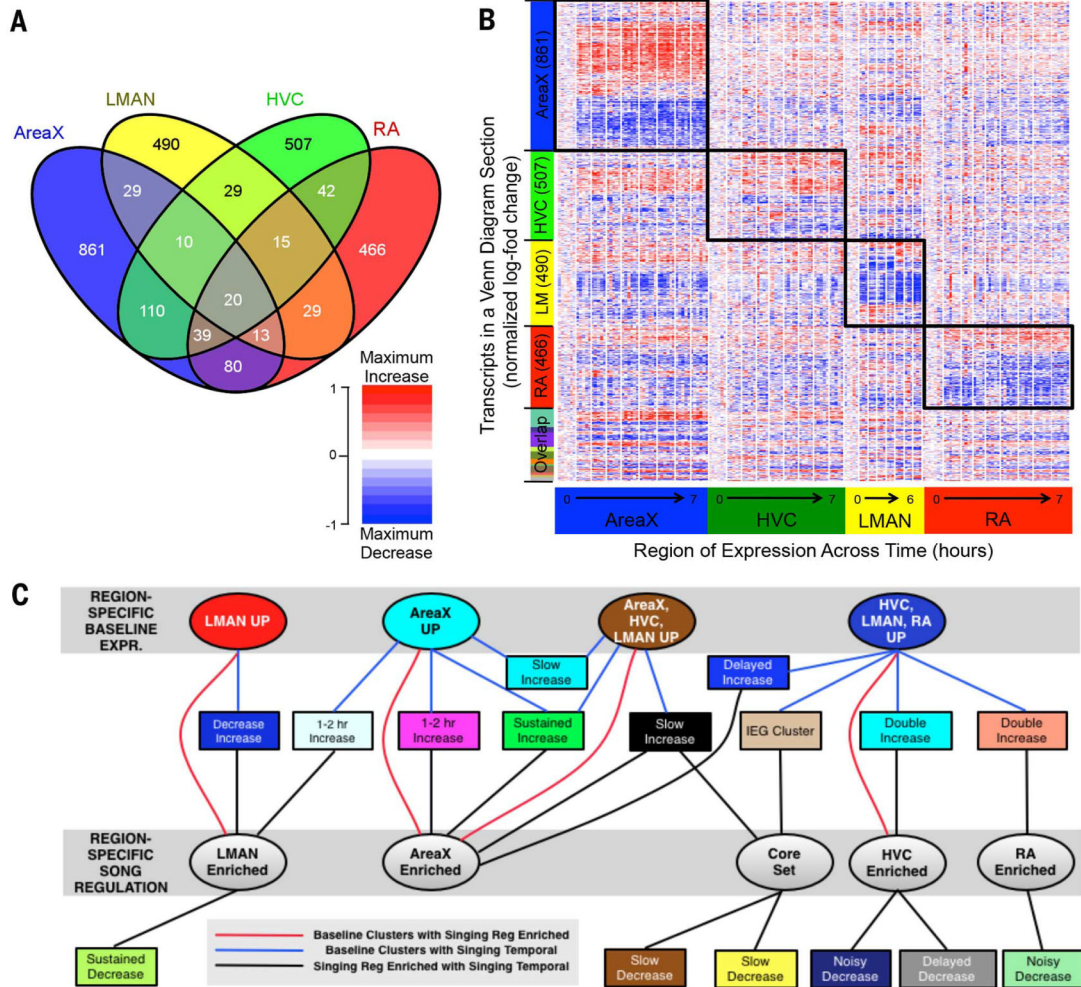 A
LMAN
HVC
AreaX
RA
490
507
29
29
42
861
10
15
466
110
20
29
39
13
80
Maximum
Increase
1
0
-1
Maximum
Decrease
B
Transcripts in a Venn Diagram Section
(normalized log-fod change)
AreaX (861)
HVC (507)
LM (490)
RA (466)
Overlap
0 7
0 7
0 6
0 7
AreaX
HVC
LMAN
RA
Region of Expression Across Time (hours)
C
REGION-
SPECIFIC
BASELINE
EXPR.
LMAN UP
AreaX
UP
AreaX,
HVC,
LMAN UP
HVC,
LMAN, RA
UP
Slow
Increase
Delayed
Increase
Decrease
Increase
1-2 hr
Increase
1-2 hr
Increase
Sustained
Increase
Slow
Increase
IEG Cluster
Double
Increase
Double
Increase
REGION-
SPECIFIC
SONG
REGULATION
LMAN
Enriched
AreaX
Enriched
Core
Set
HVC
Enriched
RA
Enriched
Baseline Clusters with Singing Reg Enriched
Baseline Clusters with Singing Temporal
Singing Reg Enriched with Singing Temporal
Sustained
Decrease
Slow
Decrease
Slow
Decrease
Noisy
Decrease
Delayed
Decrease
Noisy
Decrease